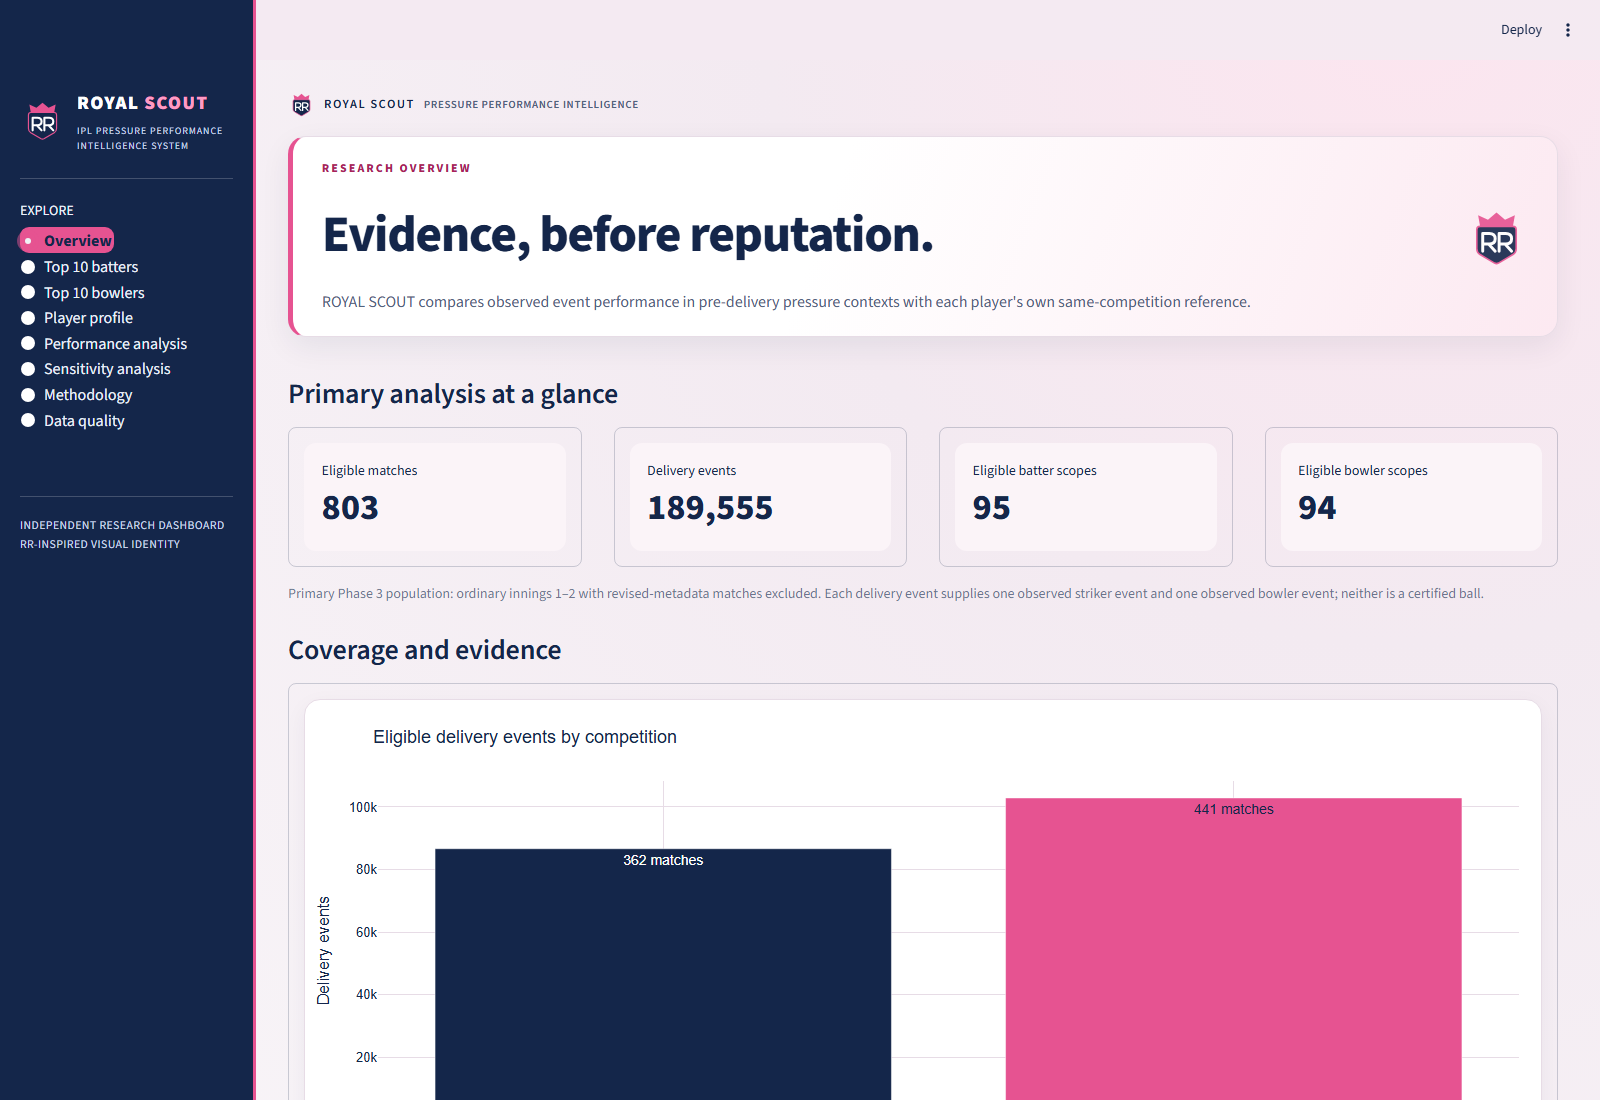 Deploy
RR
ROYAL SCOUT
IPL PRESSURE PERFORMANCE
INTELLIGENCE SYSTEM
EXPLORE
Overview
Top 10 batters
Top 10 bowlers
Player profile
Performance analysis
Sensitivity analysis
Methodology
Data quality
INDEPENDENT RESEARCH DASHBOARD
RR-INSPIRED VISUAL IDENTITY
RR ROYAL SCOUT PRESSURE PERFORMANCE INTELLIGENCE
RESEARCH OVERVIEW
Evidence, before reputation.
RR
ROYAL SCOUT compares observed event performance in pre-delivery pressure contexts with each player's own same-competition reference.
Primary analysis at a glance
Eligible matches
803
Delivery events
189,555
Eligible batter scopes
95
Eligible bowler scopes
94
Primary Phase 3 population: ordinary innings 1–2 with revised-metadata matches excluded. Each delivery event supplies one observed striker event and one observed bowler event; neither is a certified ball.
Coverage and evidence
Eligible delivery events by competition
Delivery events
100k
80k
60k
40k
20k
362 matches
441 matches